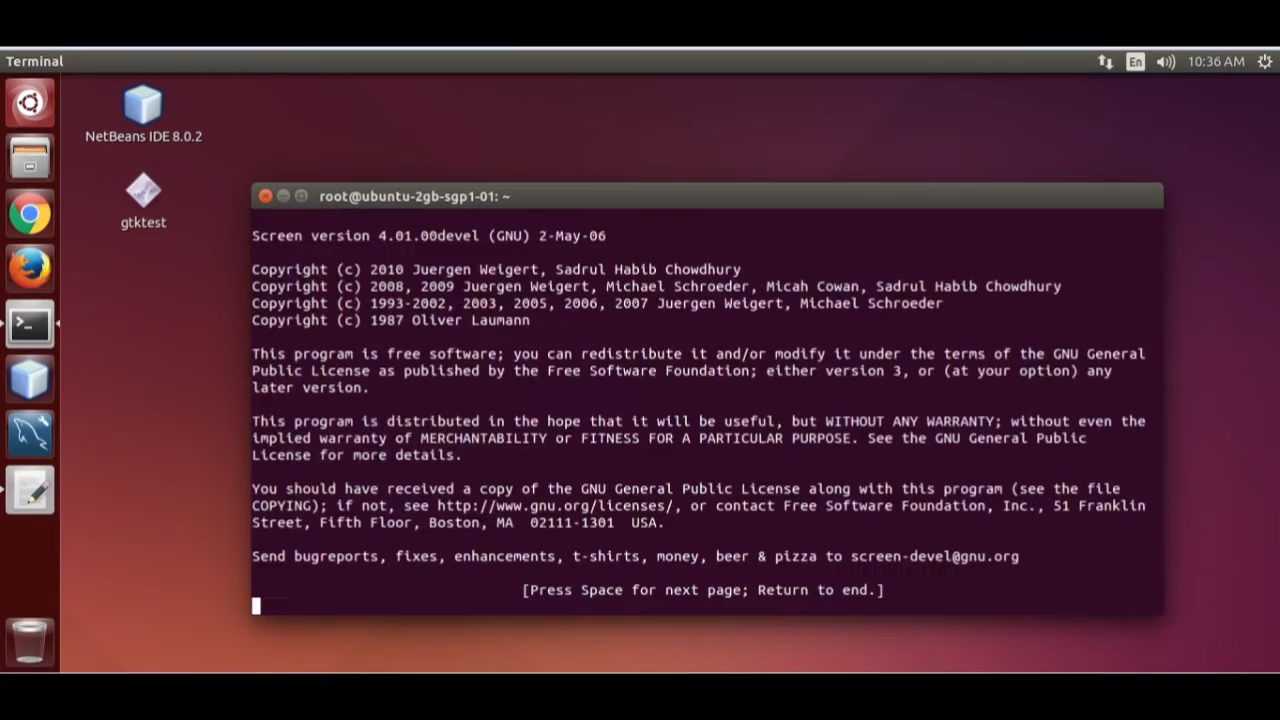 Terminal
En
10:36 AM
NetBeans IDE 8.0.2
gtktest
root@ubuntu-2gb-sgp1-01: ~
Screen version 4.01.00devel (GNU) 2-May-06
Copyright (c) 2010 Juergen Weigert, Sadrul Habib Chowdhury
Copyright (c) 2008, 2009 Juergen Weigert, Michael Schroeder, Micah Cowan, Sadrul Habib Chowdhury
Copyright (c) 1993-2002, 2003, 2005, 2006, 2007 Juergen Weigert, Michael Schroeder
Copyright (c) 1987 Oliver Laumann
This program is free software; you can redistribute it and/or modify it under the terms of the GNU General
Public License as published by the Free Software Foundation; either version 3, or (at your option) any
later version.
This program is distributed in the hope that it will be useful, but WITHOUT ANY WARRANTY; without even the
implied warranty of MERCHANTABILITY or FITNESS FOR A PARTICULAR PURPOSE. See the GNU General Public
License for more details.
You should have received a copy of the GNU General Public License along with this program (see the file
COPYING); if not, see http://www.gnu.org/licenses/, or contact Free Software Foundation, Inc., 51 Franklin
Street, Fifth Floor, Boston, MA  02111-1301  USA.
Send bugreports, fixes, enhancements, t-shirts, money, beer & pizza to screen-devel@gnu.org
[Press Space for next page; Return to end.]